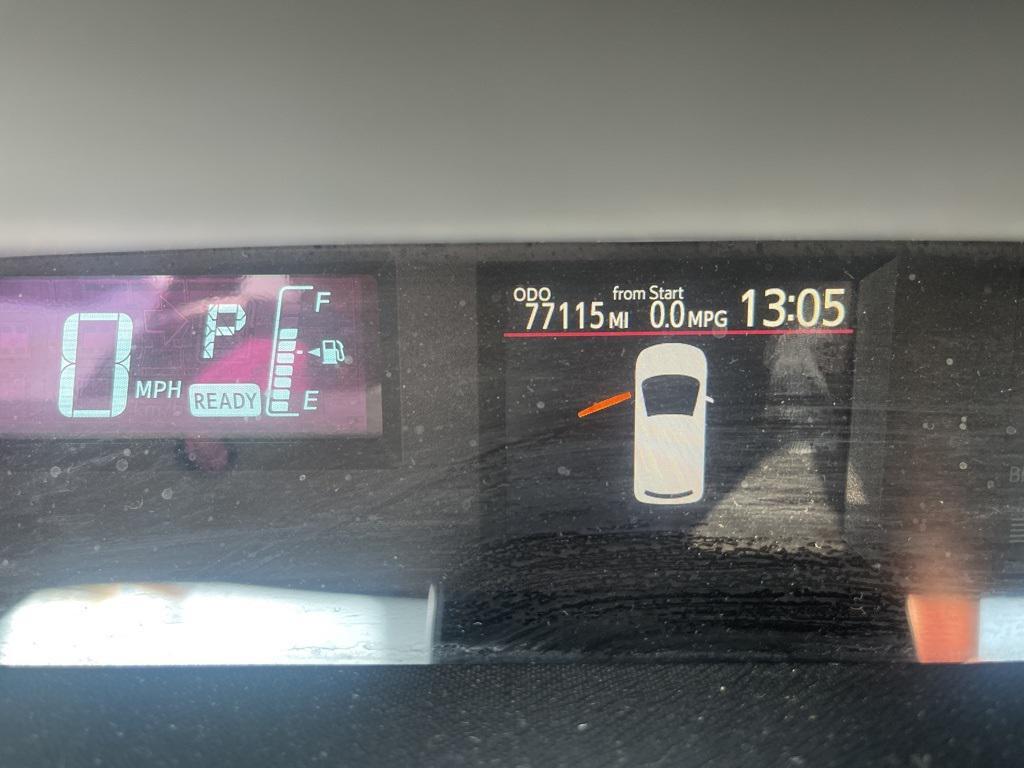 0 MPH
P
READY
F
E
ODO
77115 MI
from Start
0.0 MPG
13:05